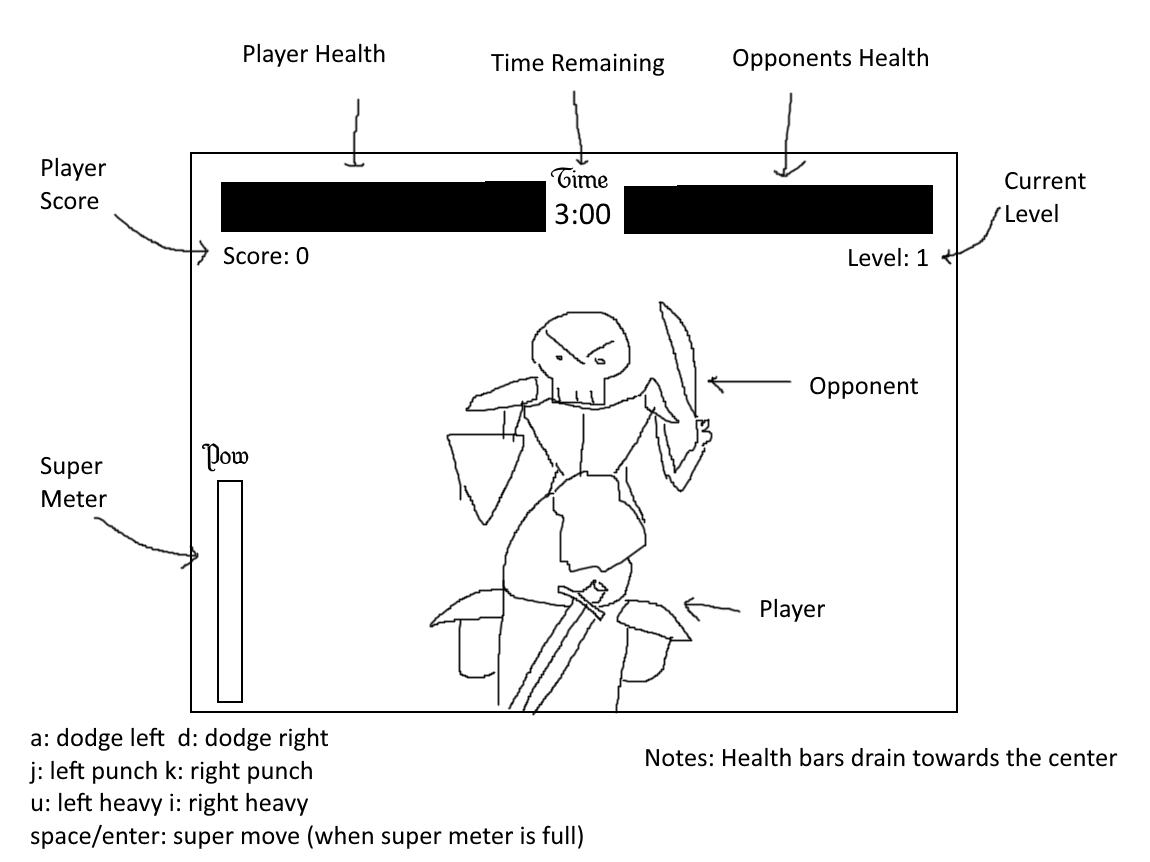 Player Health
Time Remaining
Opponents Health
Player
Score
Time
3:00
Current
Level
Score: 0
Level: 1
Opponent
Pow
Super
Meter
Player
a: dodge left  d: dodge right
j: left punch k: right punch
u: left heavy i: right heavy
space/enter: super move (when super meter is full)
Notes: Health bars drain towards the center